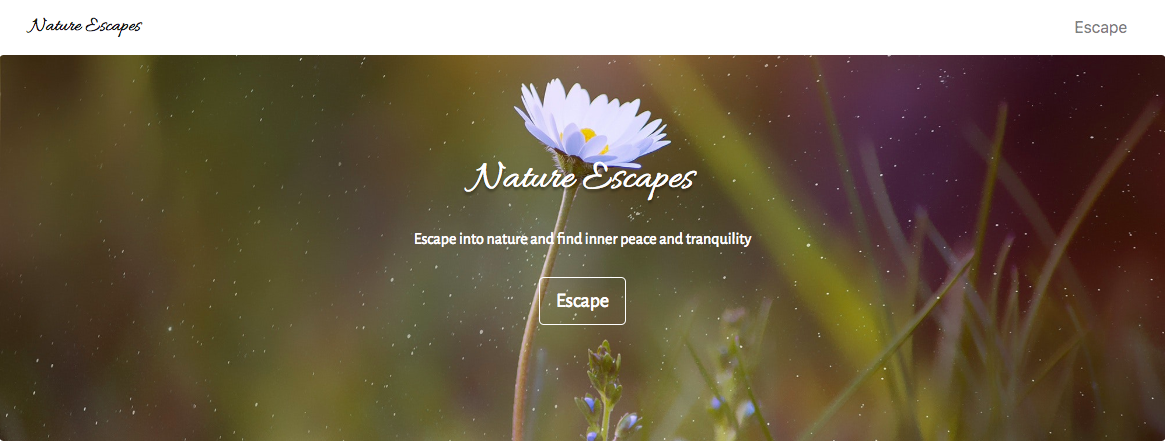 Nature Escapes
Escape
Nature Escapes
Escape into nature and find inner peace and tranquility
Escape